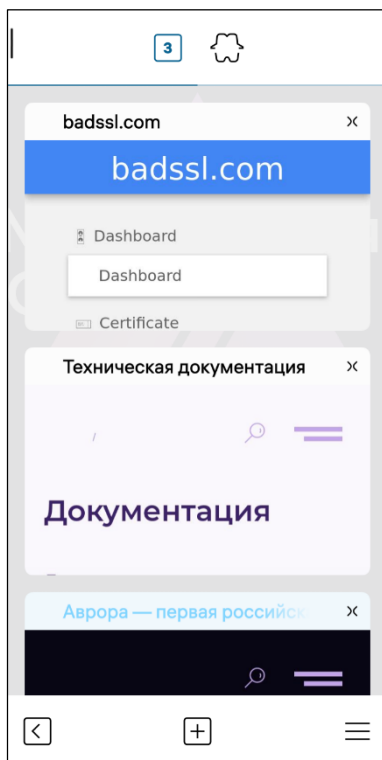 3
badssl.com
badssl.com
Dashboard
Dashboard
Certificate
Техническая документация
/
Документация
Аврора — первая российск